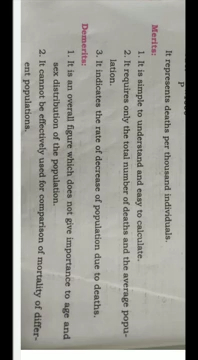 It represents deaths per thousand individuals.
Merits:
1. It is simple to understand and easy to calculate.
2. It requires only the total number of deaths and the average popu-
lation.
3. It indicates the rate of decrease of population due to deaths.
Demerits:
1. It is an overall figure which does not give importance to age and
sex distribution of the population.
2. It cannot be effectively used for comparison of mortality of differ-
ent populations.